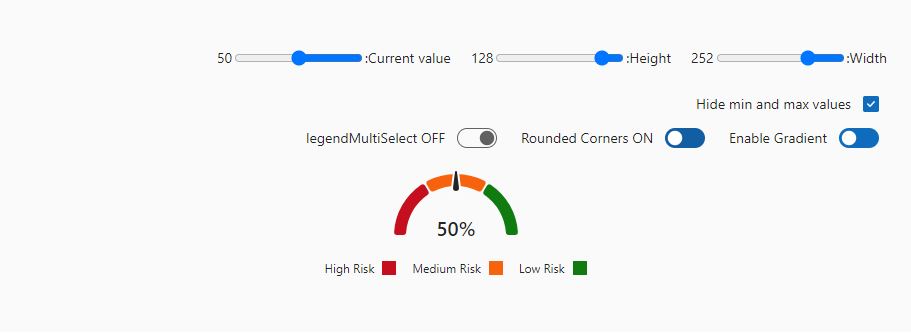 50 :Current value 128 :Height 252 :Width
Hide min and max values
legendMultiSelect OFF Rounded Corners ON Enable Gradient
50%
High Risk Medium Risk Low Risk